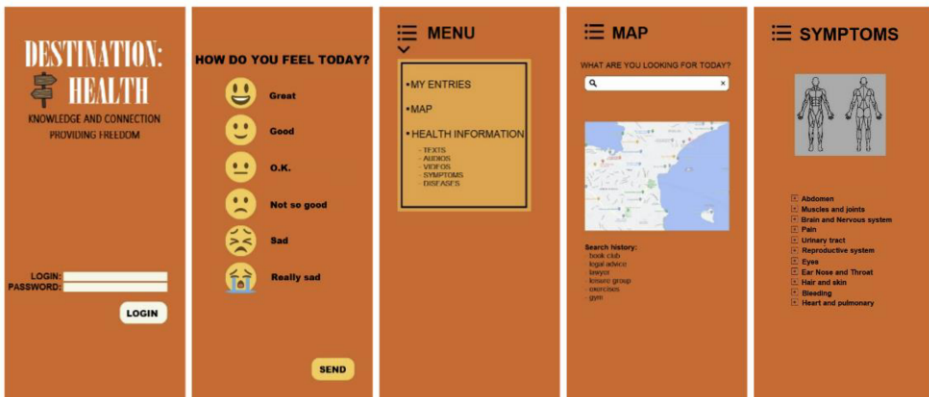 DESTINATION:
HEALTH
KNOWLEDGE AND CONNECTION
PROVIDING FREEDOM
LOGIN:
PASSWORD:
LOGIN
HOW DO YOU FEEL TODAY?
Great
Good
O.K.
Not so good
Sad
Really sad
SEND
MENU
•MY ENTRIES
•MAP
•HEALTH INFORMATION
- TEXTS
- AUDIOS
- VIDEOS
- SYMPTOMS
- DISEASES
MAP
WHAT ARE YOU LOOKING FOR TODAY?
Search history:
- book club
- legal advice
- lawyer
- leisure group
- exercises
- gym
SYMPTOMS
Abdomen
Muscles and joints
Brain and Nervous system
Pain
Urinary tract
Reproductive system
Eyes
Ear Nose and Throat
Hair and skin
Bleeding
Heart and pulmonary